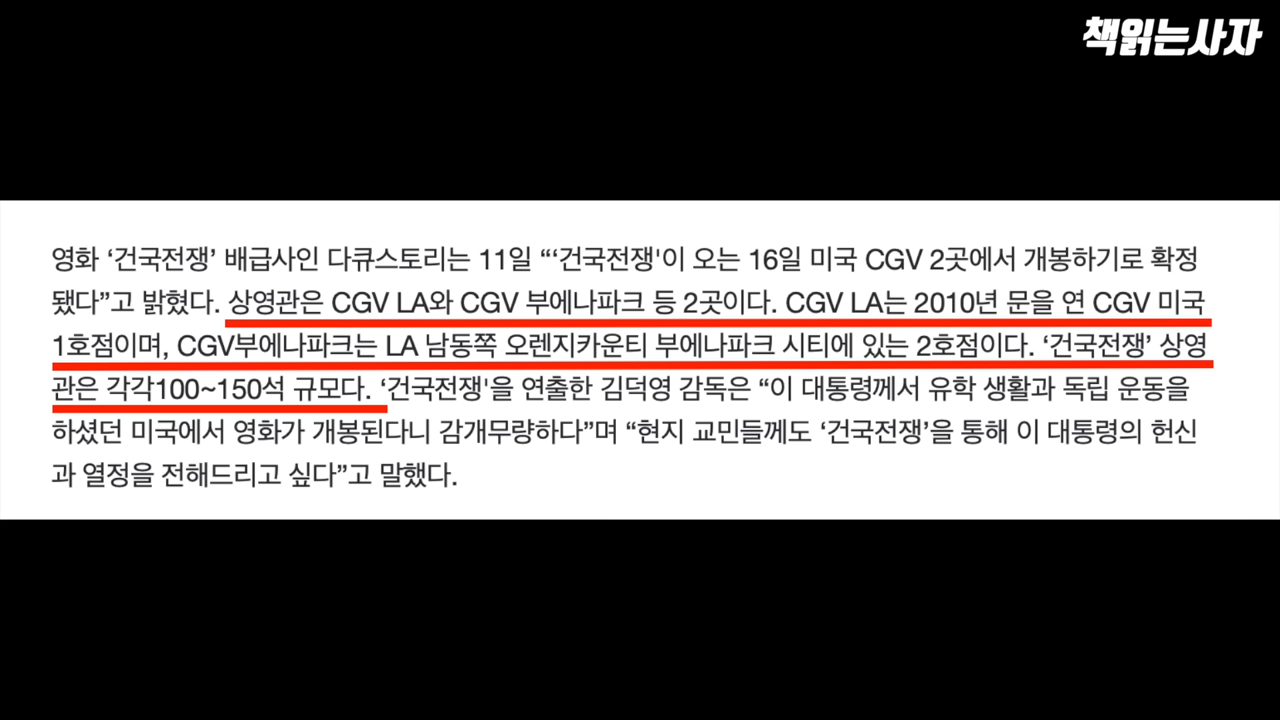 책읽는사자
영화 ‘건국전쟁’ 배급사인 다큐스토리는 11일 “‘건국전쟁'이 오는 16일 미국 CGV 2곳에서 개봉하기로 확정
됐다”고 밝혔다. 상영관은 CGV LA와 CGV 부에나파크 등 2곳이다. CGV LA는 2010년 문을 연 CGV 미국
1호점이며, CGV부에나파크는 LA 남동쪽 오렌지카운티 부에나파크 시티에 있는 2호점이다. ‘건국전쟁’ 상영
관은 각각100~150석 규모다. ‘건국전쟁'을 연출한 김덕영 감독은 “이 대통령께서 유학 생활과 독립 운동을
하셨던 미국에서 영화가 개봉된다니 감개무량하다”며 “현지 교민들께도 ‘건국전쟁’을 통해 이 대통령의 헌신
과 열정을 전해드리고 싶다”고 말했다.